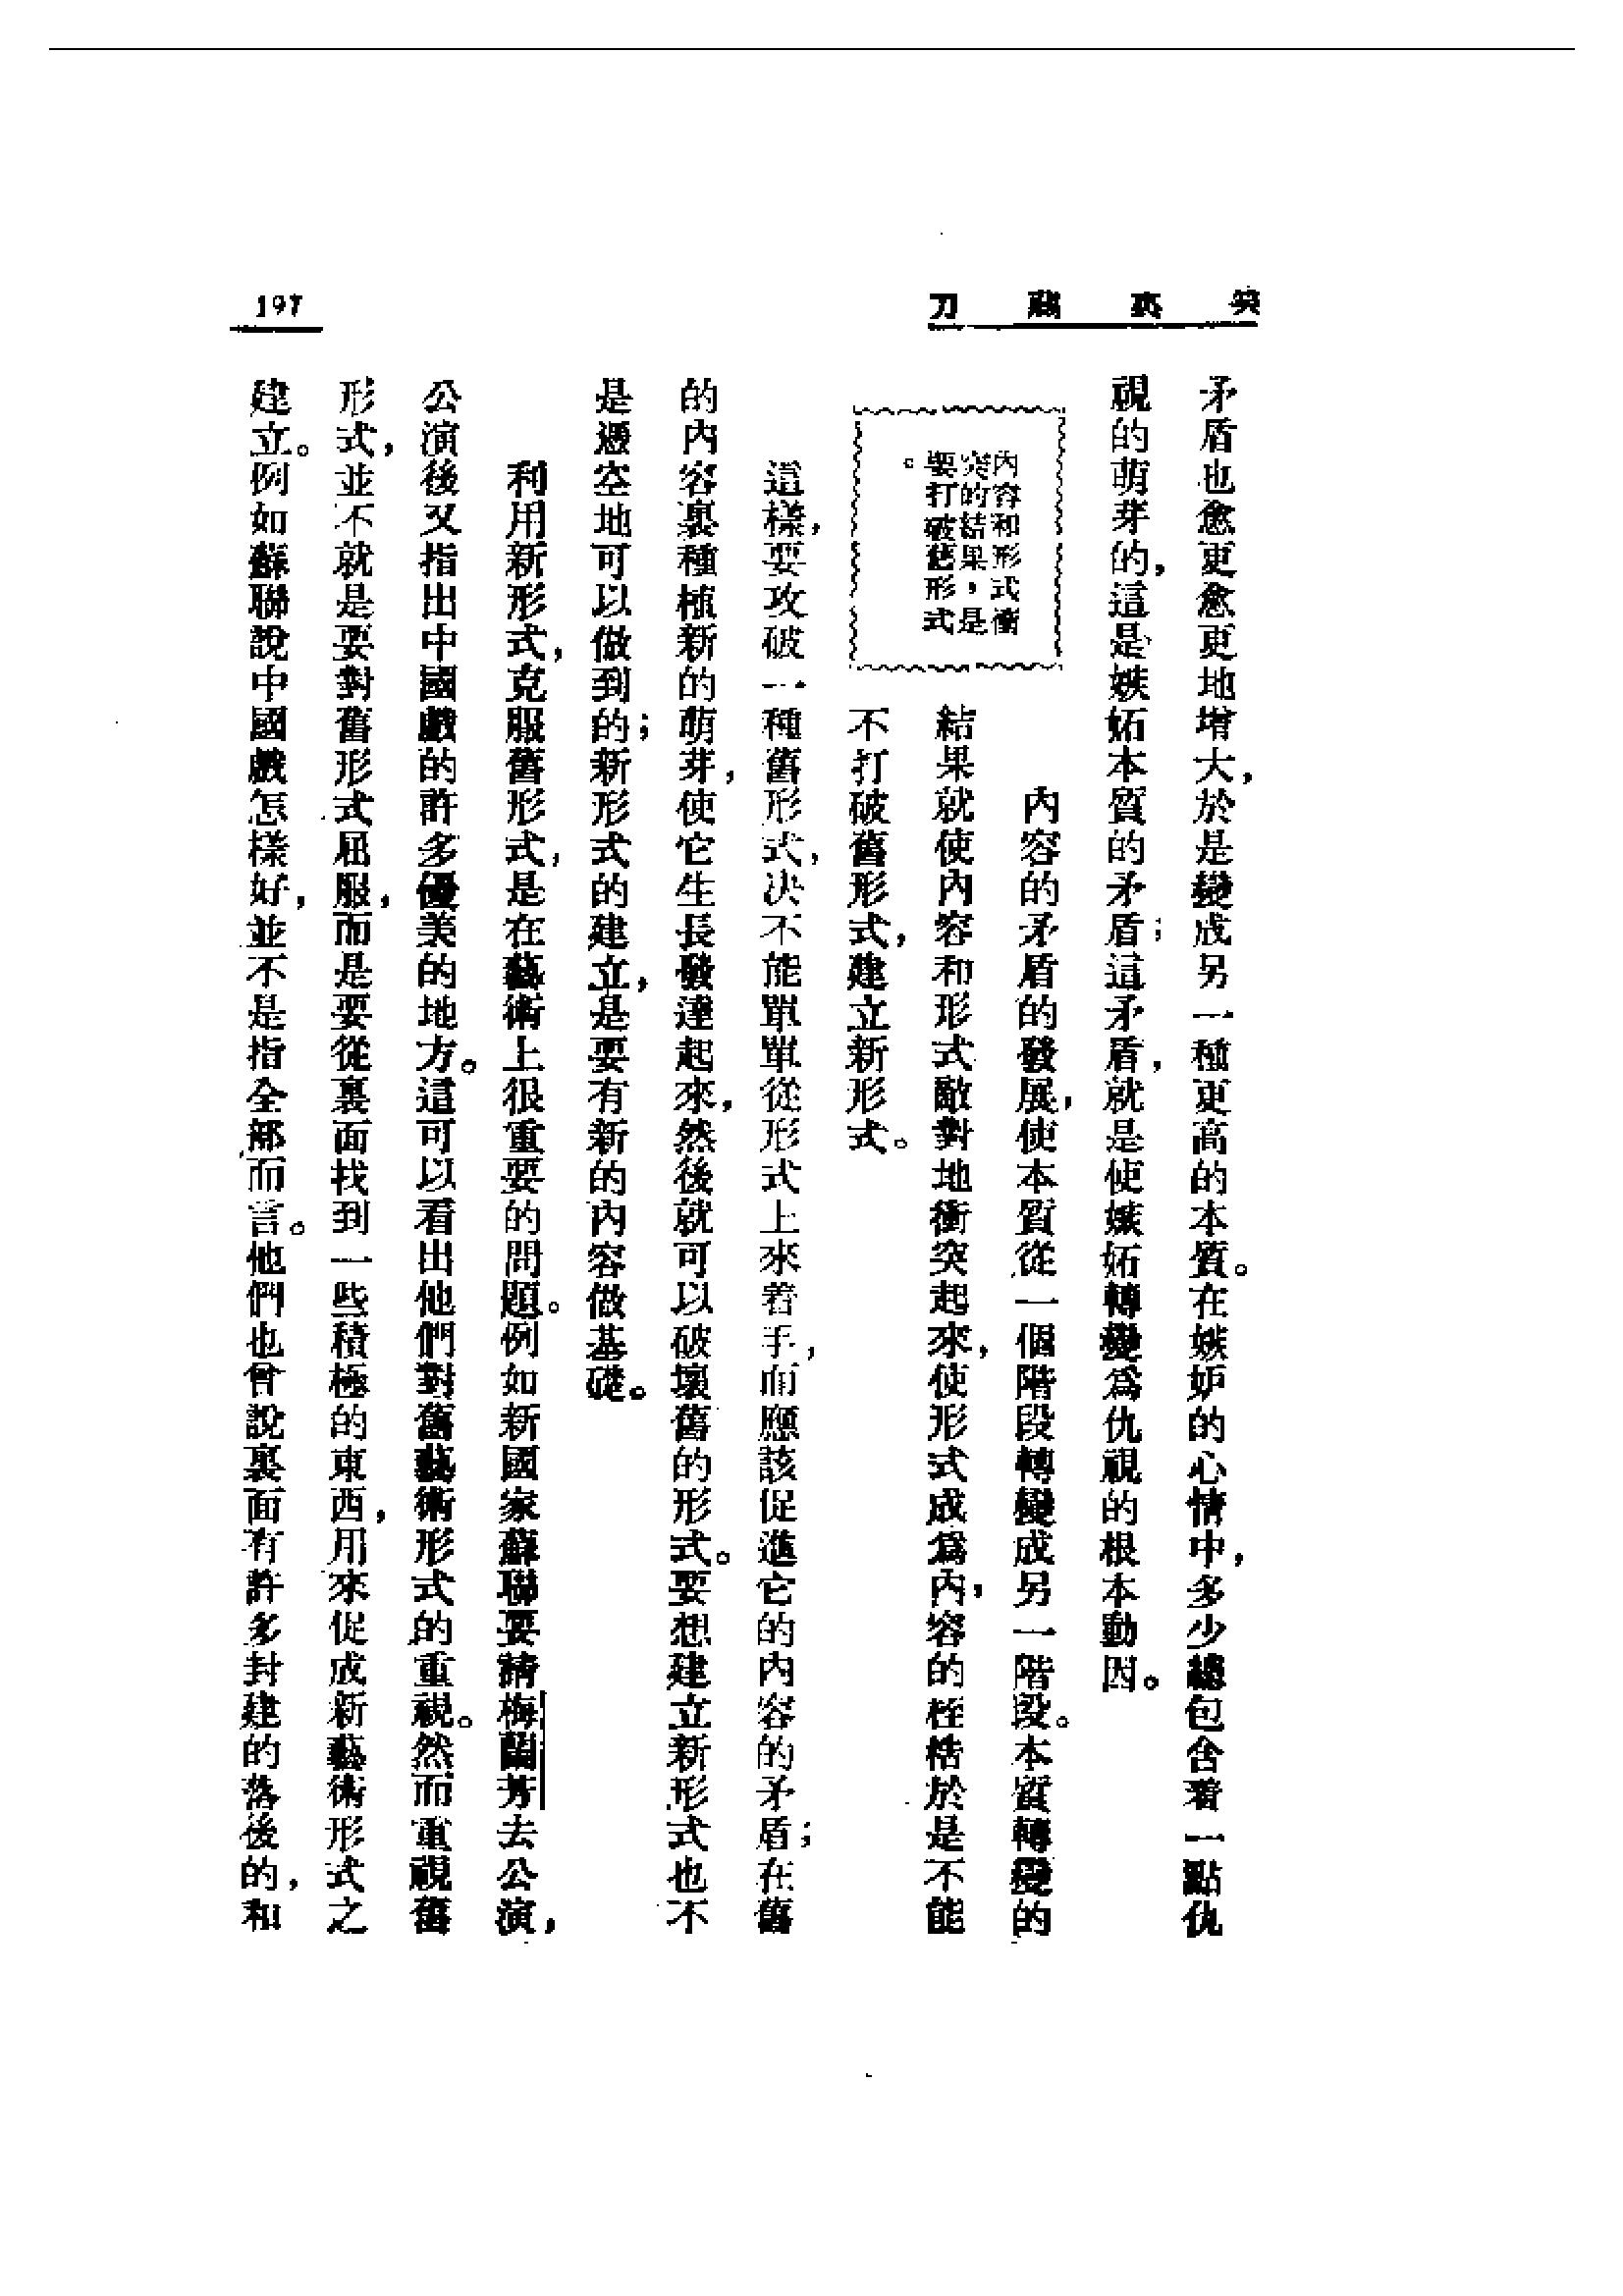 笑裏藏刀
197
矛盾也愈更愈更地增大，於是變成另一種更高的本質。在嫉妒的心情中，多少總包含着一點仇
視的萌芽的，這是嫉妬本質的矛盾；這矛盾，就是使嫉妬轉變爲仇視的根本動因。
內容的矛盾的發展，使本質從一個階段轉變成另一階段。本質轉變的
結果就使內容和形式敵對地衝突起來，使形式成爲內容的桎梏，於是不能
不打破舊形式，建立新形式。
內容和形式衝
突的結果，是
要打破舊形式
。
這樣，要攻破一種舊形式，決不能單單從形式上來着手，而應該促進它的內容的矛盾；在舊
的內容裏種植新的萌芽，使它生長發達起來，然後就可以破壞舊的形式。要想建立新形式也不
是憑空地可以做到的；新形式的建立，是要有新的內容做基礎。
利用新形式，克服舊形式，是在藝術上很重要的問題。例如新國家蘇聯要請梅蘭芳去公演，
公演後又指出中國戲的許多優美的地方。這可以看出他們對舊藝術形式的重視。然而重視舊
形式，並不就是要對舊形式屈服，而是要從裏面找到一些積極的東西，用來促成新藝術形式之
建立。例如蘇聯說中國戲怎樣好，並不是指全部而言。他們也曾說裏面有許多封建的落後的，和